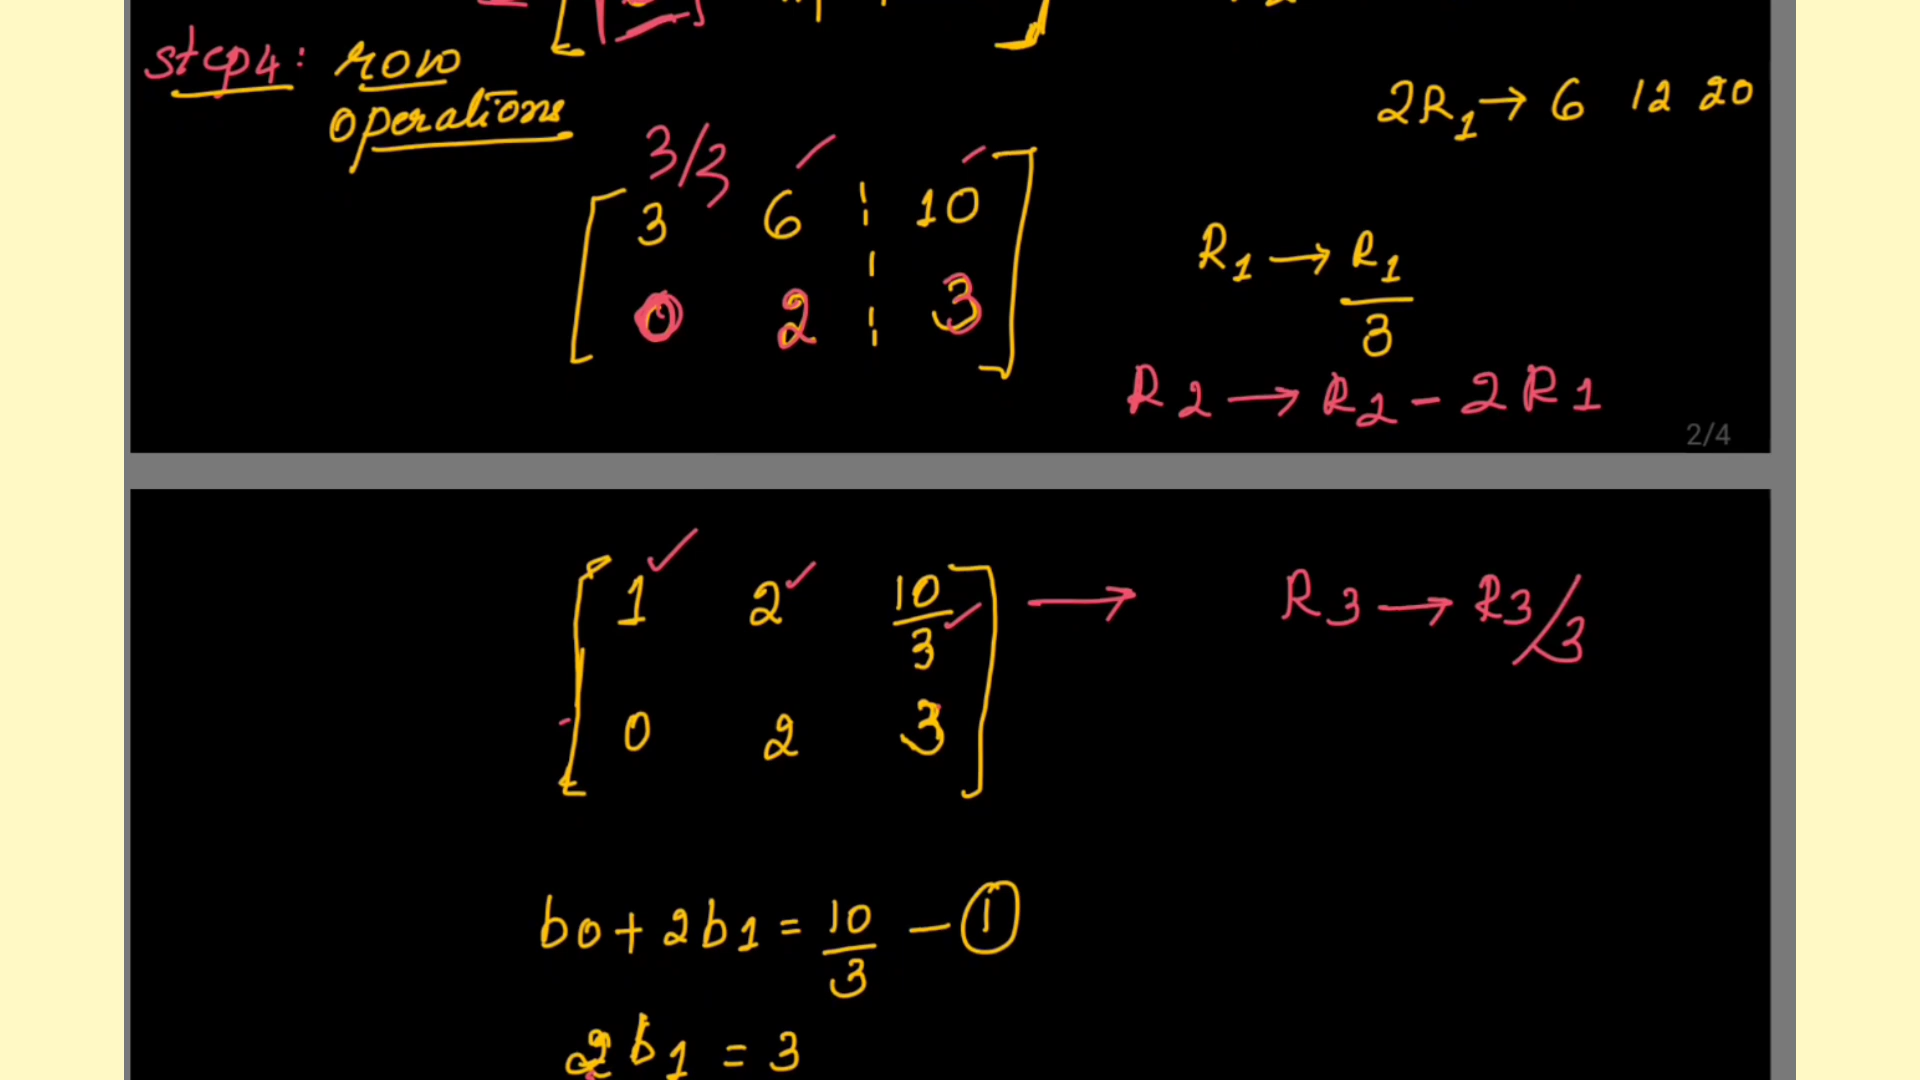 step4: row
operations
2R1 → 6 12 20
3/3
3 6 10
R1 → R1
3
0 2 3
R2 → R2 - 2R1
2/4
1 2 10
3
R3 → R3/3
0 2 3
b0 + 2b1 = 10 - 1
3
2b1 = 3